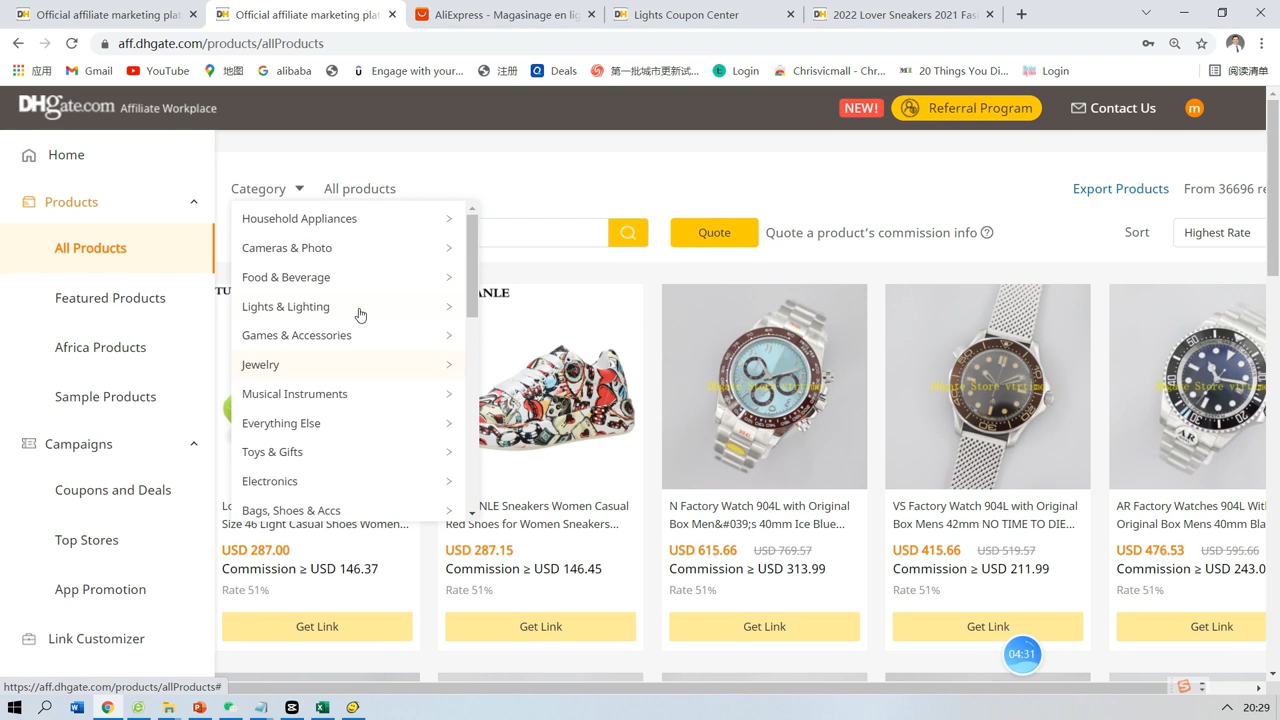 Official affiliate marketing plat
Official affiliate marketing plat
AliExpress - Magasinage en lig
Lights Coupon Center
2022 Lover Sneakers 2021 Fas
aff.dhgate.com/products/allProducts
应用
Gmail
YouTube
地图
alibaba
Engage with your...
注册
Deals
第一批城市更新试...
Login
Chrisvicmall - Chr...
20 Things You Di...
Login
阅读清单
DHgate.com Affiliate Workplace
NEW!
Referral Program
Contact Us
m
Home
Products
All Products
Featured Products
Africa Products
Sample Products
Campaigns
Coupons and Deals
Top Stores
App Promotion
Link Customizer
Category
All products
Export Products
From 36696 re
Quote
Quote a product's commission info
Sort
Highest Rate
Household Appliances
Cameras & Photo
Food & Beverage
Lights & Lighting
Games & Accessories
Jewelry
Musical Instruments
Everything Else
Toys & Gifts
Electronics
Bags, Shoes & Accs
Size 46 Light Casual Shoes Women...
USD 287.00
Commission ≥ USD 146.37
Rate 51%
Get Link
NLE Sneakers Women Casual
Red Shoes for Women Sneakers...
USD 287.15
Commission ≥ USD 146.45
Rate 51%
Get Link
DHgate Store vip time
N Factory Watch 904L with Original
Box Men&#039;s 40mm Ice Blue...
USD 615.66 USD 769.57
Commission ≥ USD 313.99
Rate 51%
Get Link
VS Factory Watch 904L with Original
Box Mens 42mm NO TIME TO DIE...
USD 415.66 USD 519.57
Commission ≥ USD 211.99
Rate 51%
Get Link
AR
AR Factory Watches 904L Wit
Original Box Mens 40mm Bla
USD 476.53 USD 595.66
Commission ≥ USD 243.0
Rate 51%
Get Link
04:31
https://aff.dhgate.com/products/allProducts#
20:29